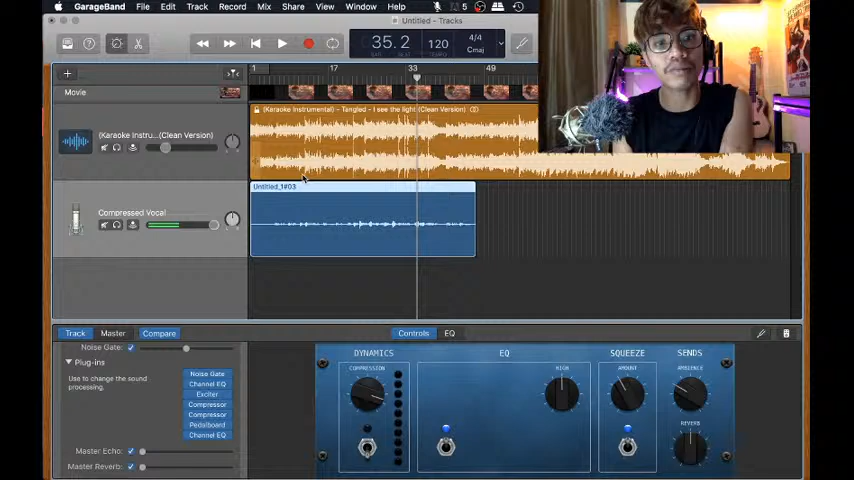 GarageBand File Edit Track Record Mix Share View Window Help 5
Untitled - Tracks
35.2 120 4/4
Cmaj
1 17 33 49
Movie
(Karaoke Instrumental) - Tangled - I see the light (Clean Version)
(Karaoke Instru...(Clean Version)
Untitled_1#03
Compressed Vocal
Track Master Compare Controls EQ
Noise Gate:
Plug-ins
Use to change the sound
processing.
Noise Gate
Channel EQ
Exciter
Compressor
Compressor
Pedalboard
Channel EQ
Master Echo:
Master Reverb:
DYNAMICS EQ SQUEEZE SENDS
COMPRESSION HIGH AMOUNT AMBIENCE
REVERB